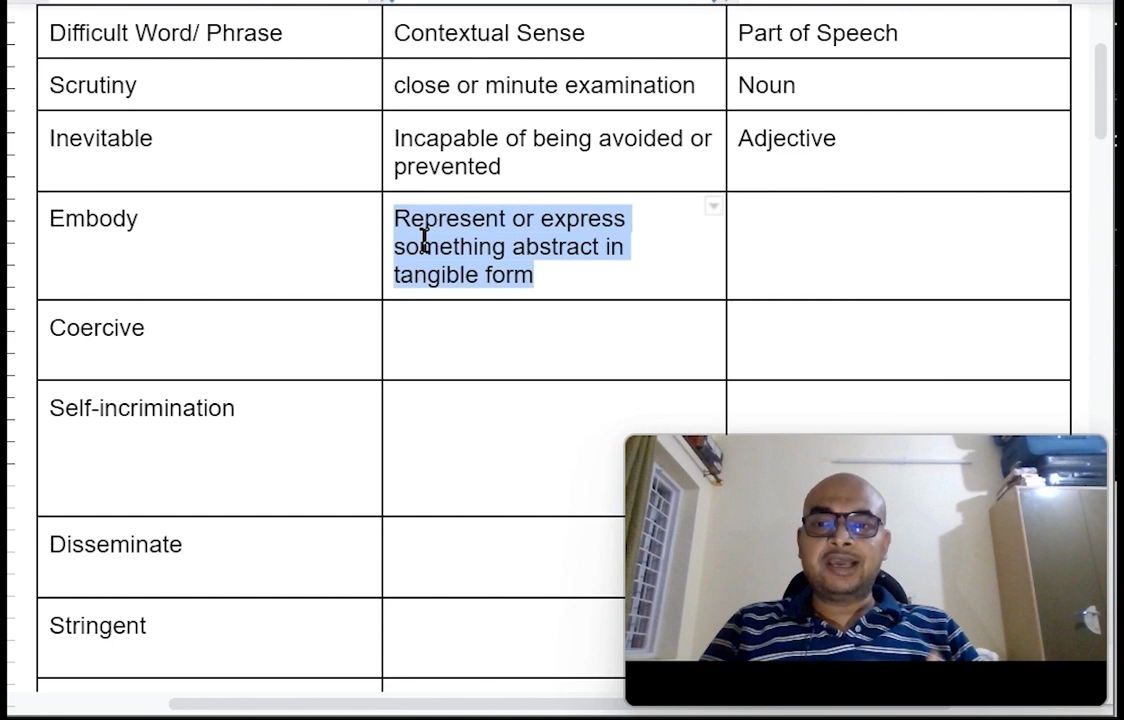 Difficult Word/ Phrase
Contextual Sense
Part of Speech
Scrutiny
close or minute examination
Noun
Inevitable
Incapable of being avoided or
prevented
Adjective
Embody
Represent or express
something abstract in
tangible form
Coercive
Self-incrimination
Disseminate
Stringent